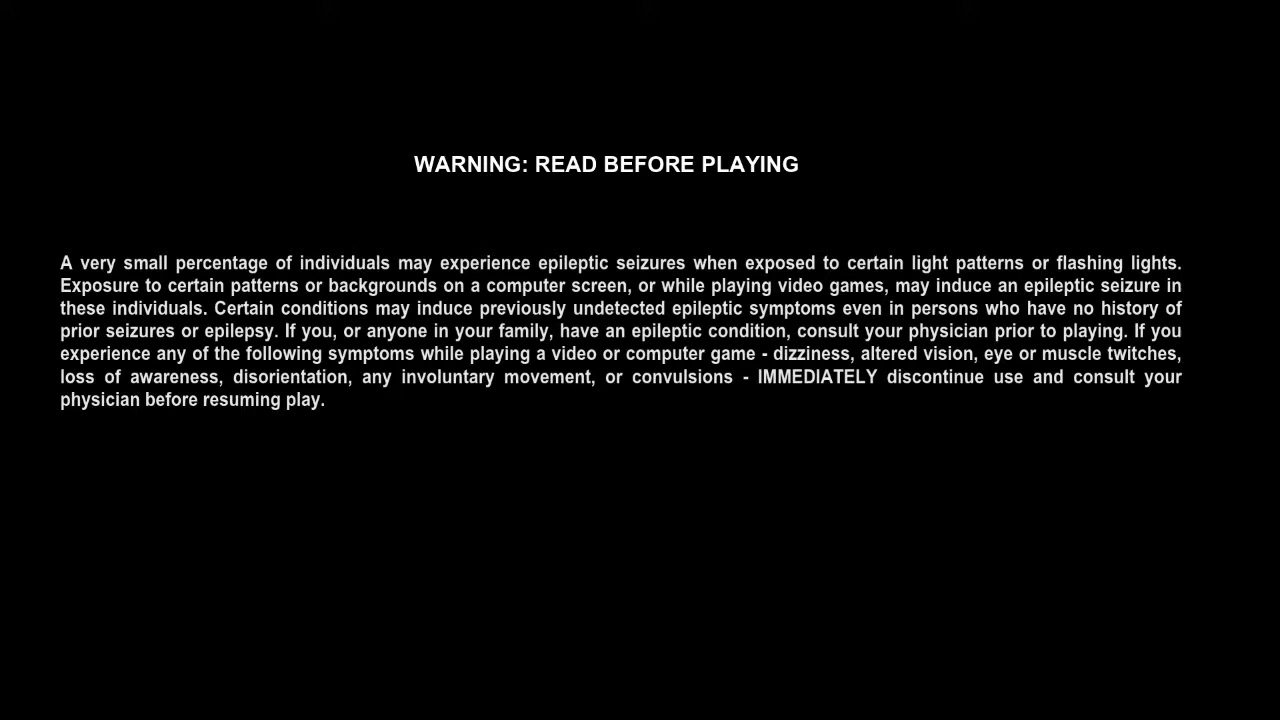 WARNING: READ BEFORE PLAYING
A very small percentage of individuals may experience epileptic seizures when exposed to certain light patterns or flashing lights.
Exposure to certain patterns or backgrounds on a computer screen, or while playing video games, may induce an epileptic seizure in
these individuals. Certain conditions may induce previously undetected epileptic symptoms even in persons who have no history of
prior seizures or epilepsy. If you, or anyone in your family, have an epileptic condition, consult your physician prior to playing. If you
experience any of the following symptoms while playing a video or computer game - dizziness, altered vision, eye or muscle twitches,
loss of awareness, disorientation, any involuntary movement, or convulsions - IMMEDIATELY discontinue use and consult your
physician before resuming play.